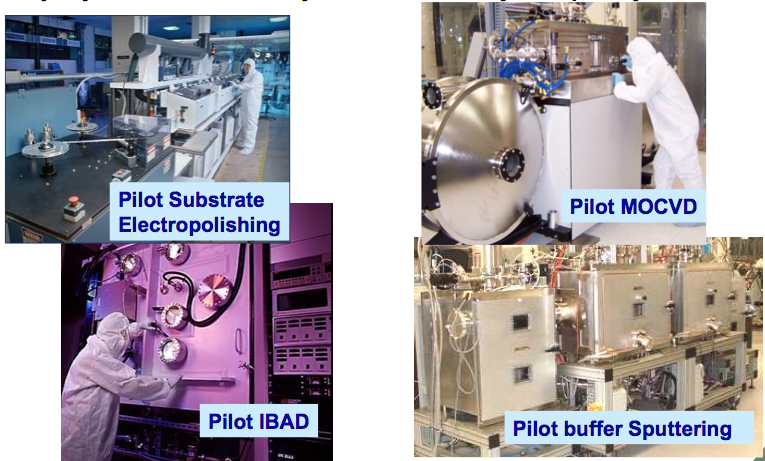 Pilot Substrate
Electropolishing
Pilot MOCVD
Pilot IBAD
Pilot buffer Sputtering